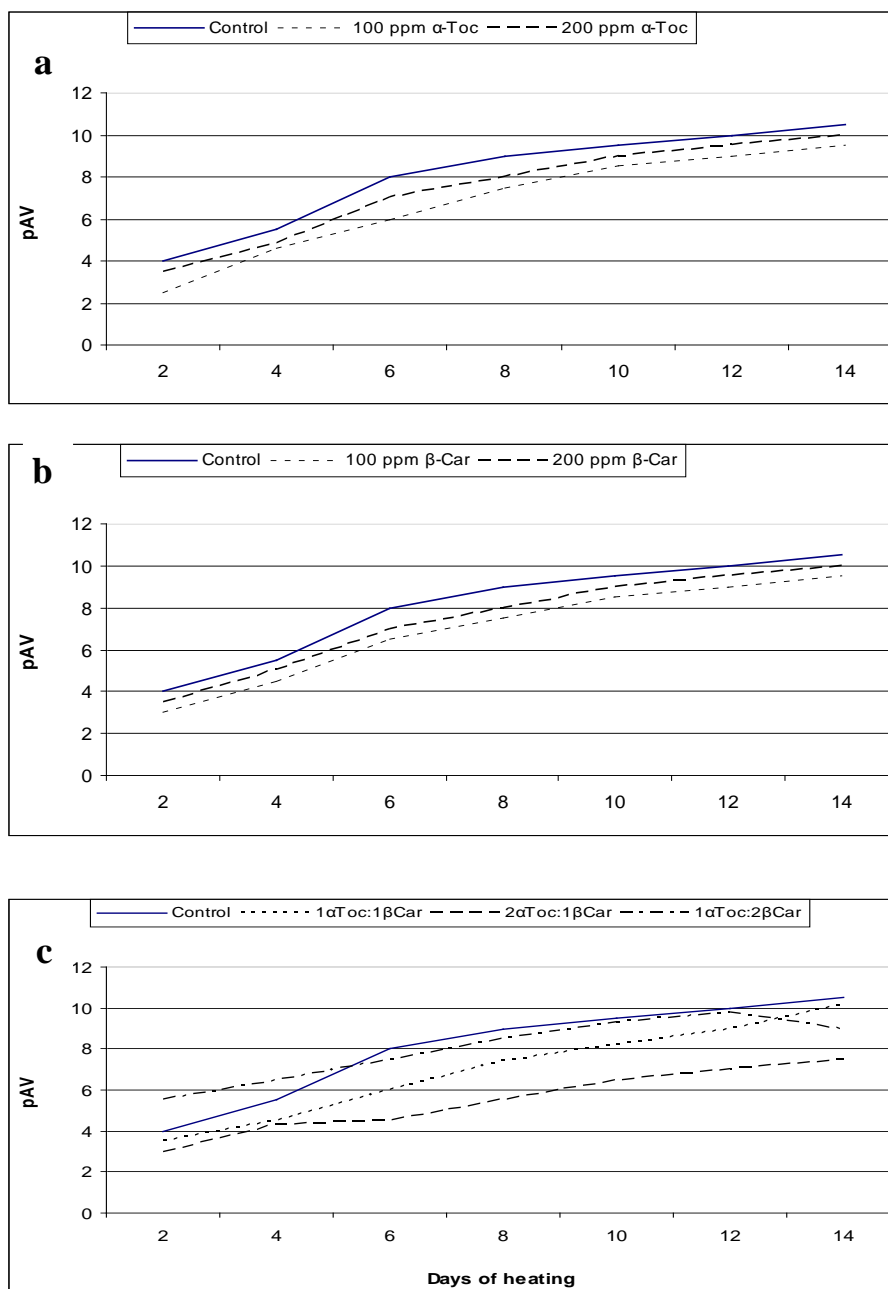 Control 100 ppm α-Toc 200 ppm α-Toc
a
12
10
8
6
4
2
0
pAV
2 4 6 8 10 12 14
Control 100 ppm β-Car 200 ppm β-Car
b
12
10
8
6
4
2
0
pAV
2 4 6 8 10 12 14
Control 1αToc:1βCar 2αToc:1βCar 1αToc:2βCar
c
12
10
8
6
4
2
0
pAV
2 4 6 8 10 12 14
Days of heating